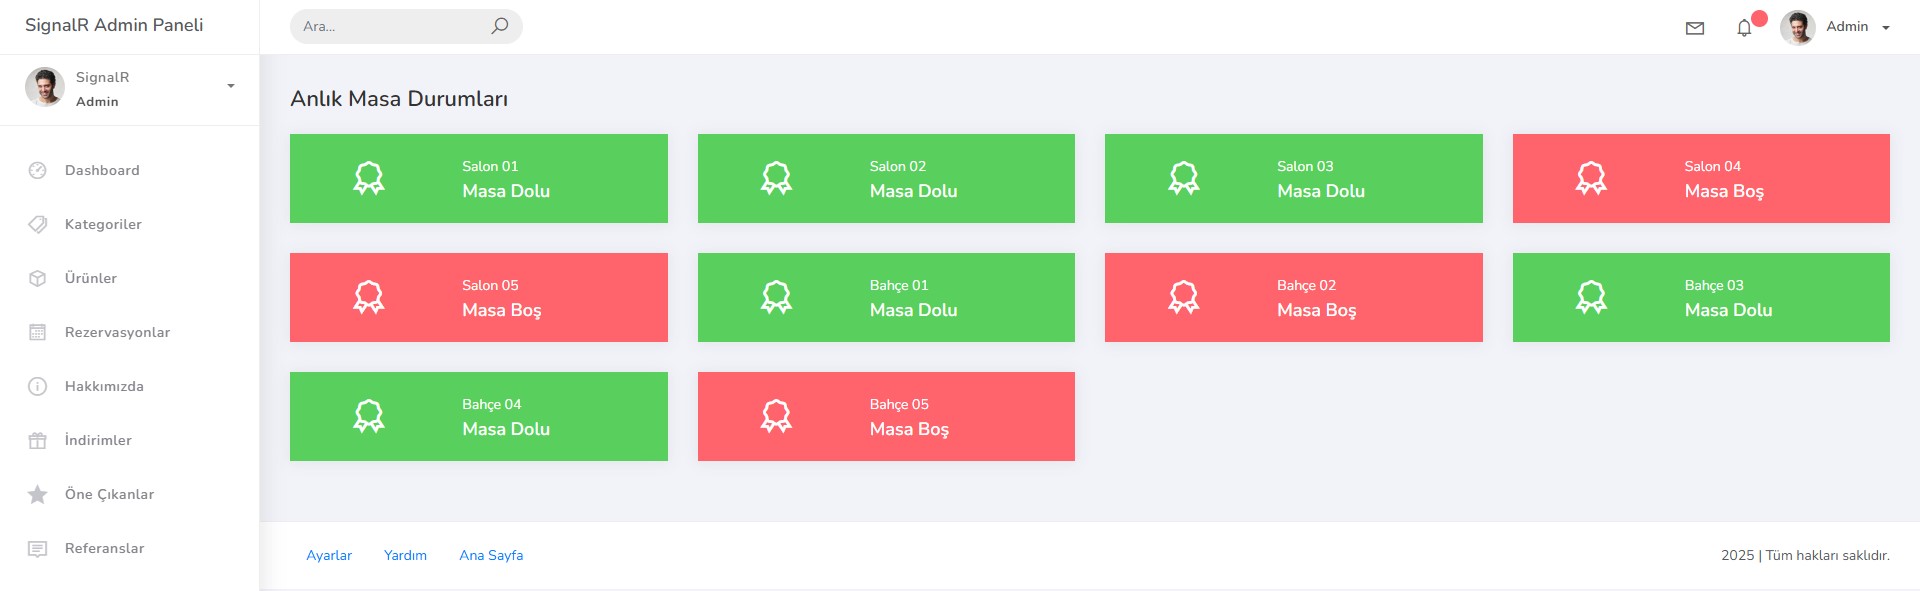 SignalR Admin Paneli
Ara...
Admin
SignalR
Admin
Dashboard
Kategoriler
Ürünler
Rezervasyonlar
Hakkımızda
İndirimler
Öne Çıkanlar
Referanslar
Anlık Masa Durumları
Salon 01
Masa Dolu
Salon 02
Masa Dolu
Salon 03
Masa Dolu
Salon 04
Masa Boş
Salon 05
Masa Boş
Bahçe 01
Masa Dolu
Bahçe 02
Masa Boş
Bahçe 03
Masa Dolu
Bahçe 04
Masa Dolu
Bahçe 05
Masa Boş
Ayarlar
Yardım
Ana Sayfa
2025 | Tüm hakları saklıdır.